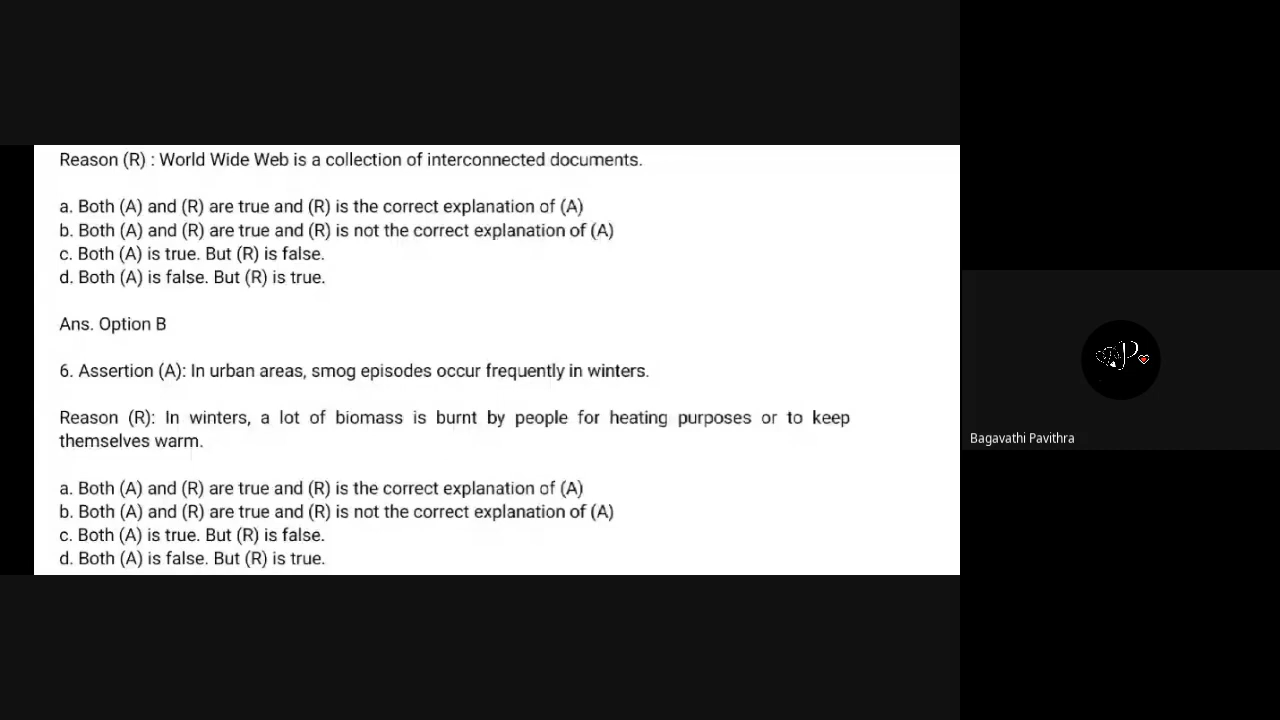 Reason (R) : World Wide Web is a collection of interconnected documents.
a. Both (A) and (R) are true and (R) is the correct explanation of (A)
b. Both (A) and (R) are true and (R) is not the correct explanation of (A)
c. Both (A) is true. But (R) is false.
d. Both (A) is false. But (R) is true.
Ans. Option B
6. Assertion (A): In urban areas, smog episodes occur frequently in winters.
Reason (R): In winters, a lot of biomass is burnt by people for heating purposes or to keep
themselves warm.
a. Both (A) and (R) are true and (R) is the correct explanation of (A)
b. Both (A) and (R) are true and (R) is not the correct explanation of (A)
c. Both (A) is true. But (R) is false.
d. Both (A) is false. But (R) is true.
P
Bagavathi Pavithra